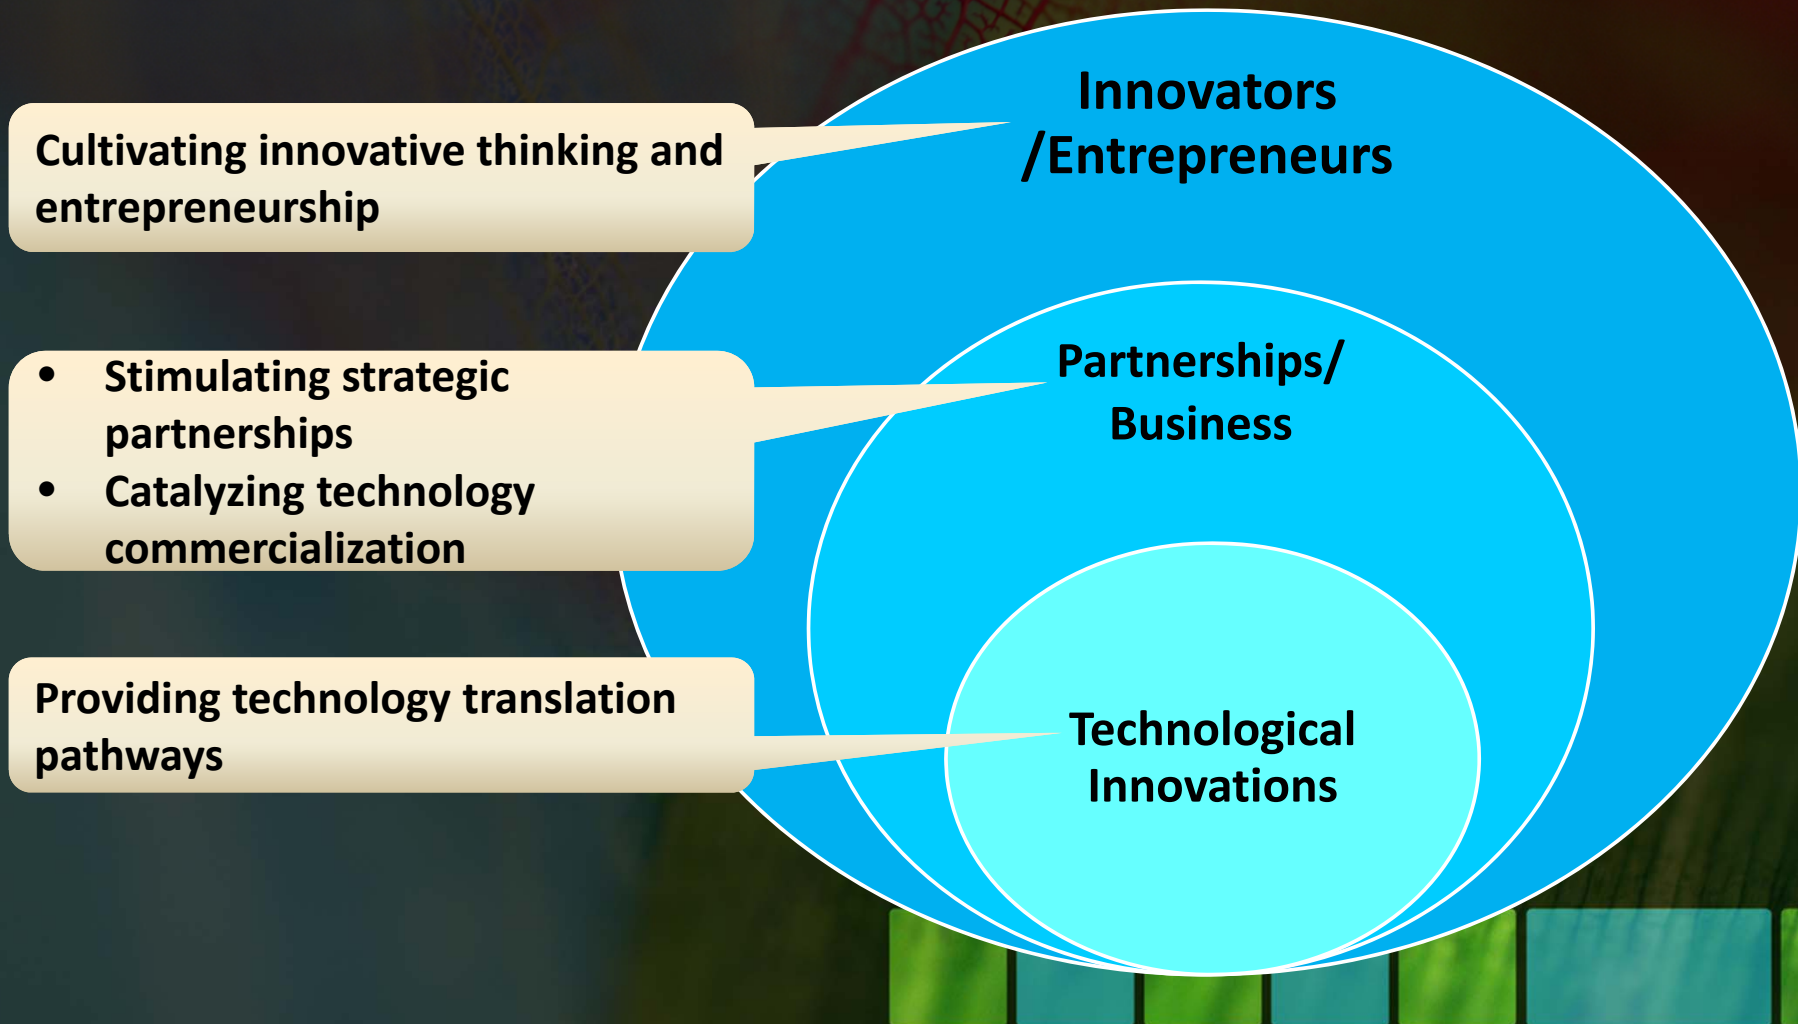 Innovators
/Entrepreneurs
Cultivating innovative thinking and
entrepreneurship
Partnerships/
Business
• Stimulating strategic
partnerships
• Catalyzing technology
commercialization
Technological
Innovations
Providing technology translation
pathways